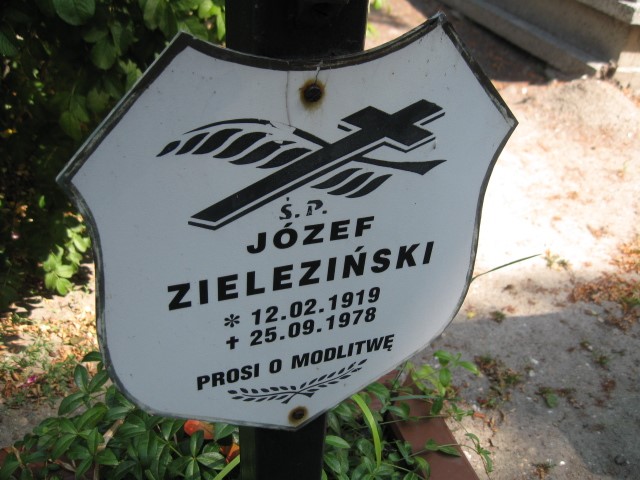 Ś.P.
JÓZEF
ZIELEZIŃSKI
* 12.02.1919
✝ 25.09.1978
PROSI O MODLITWĘ